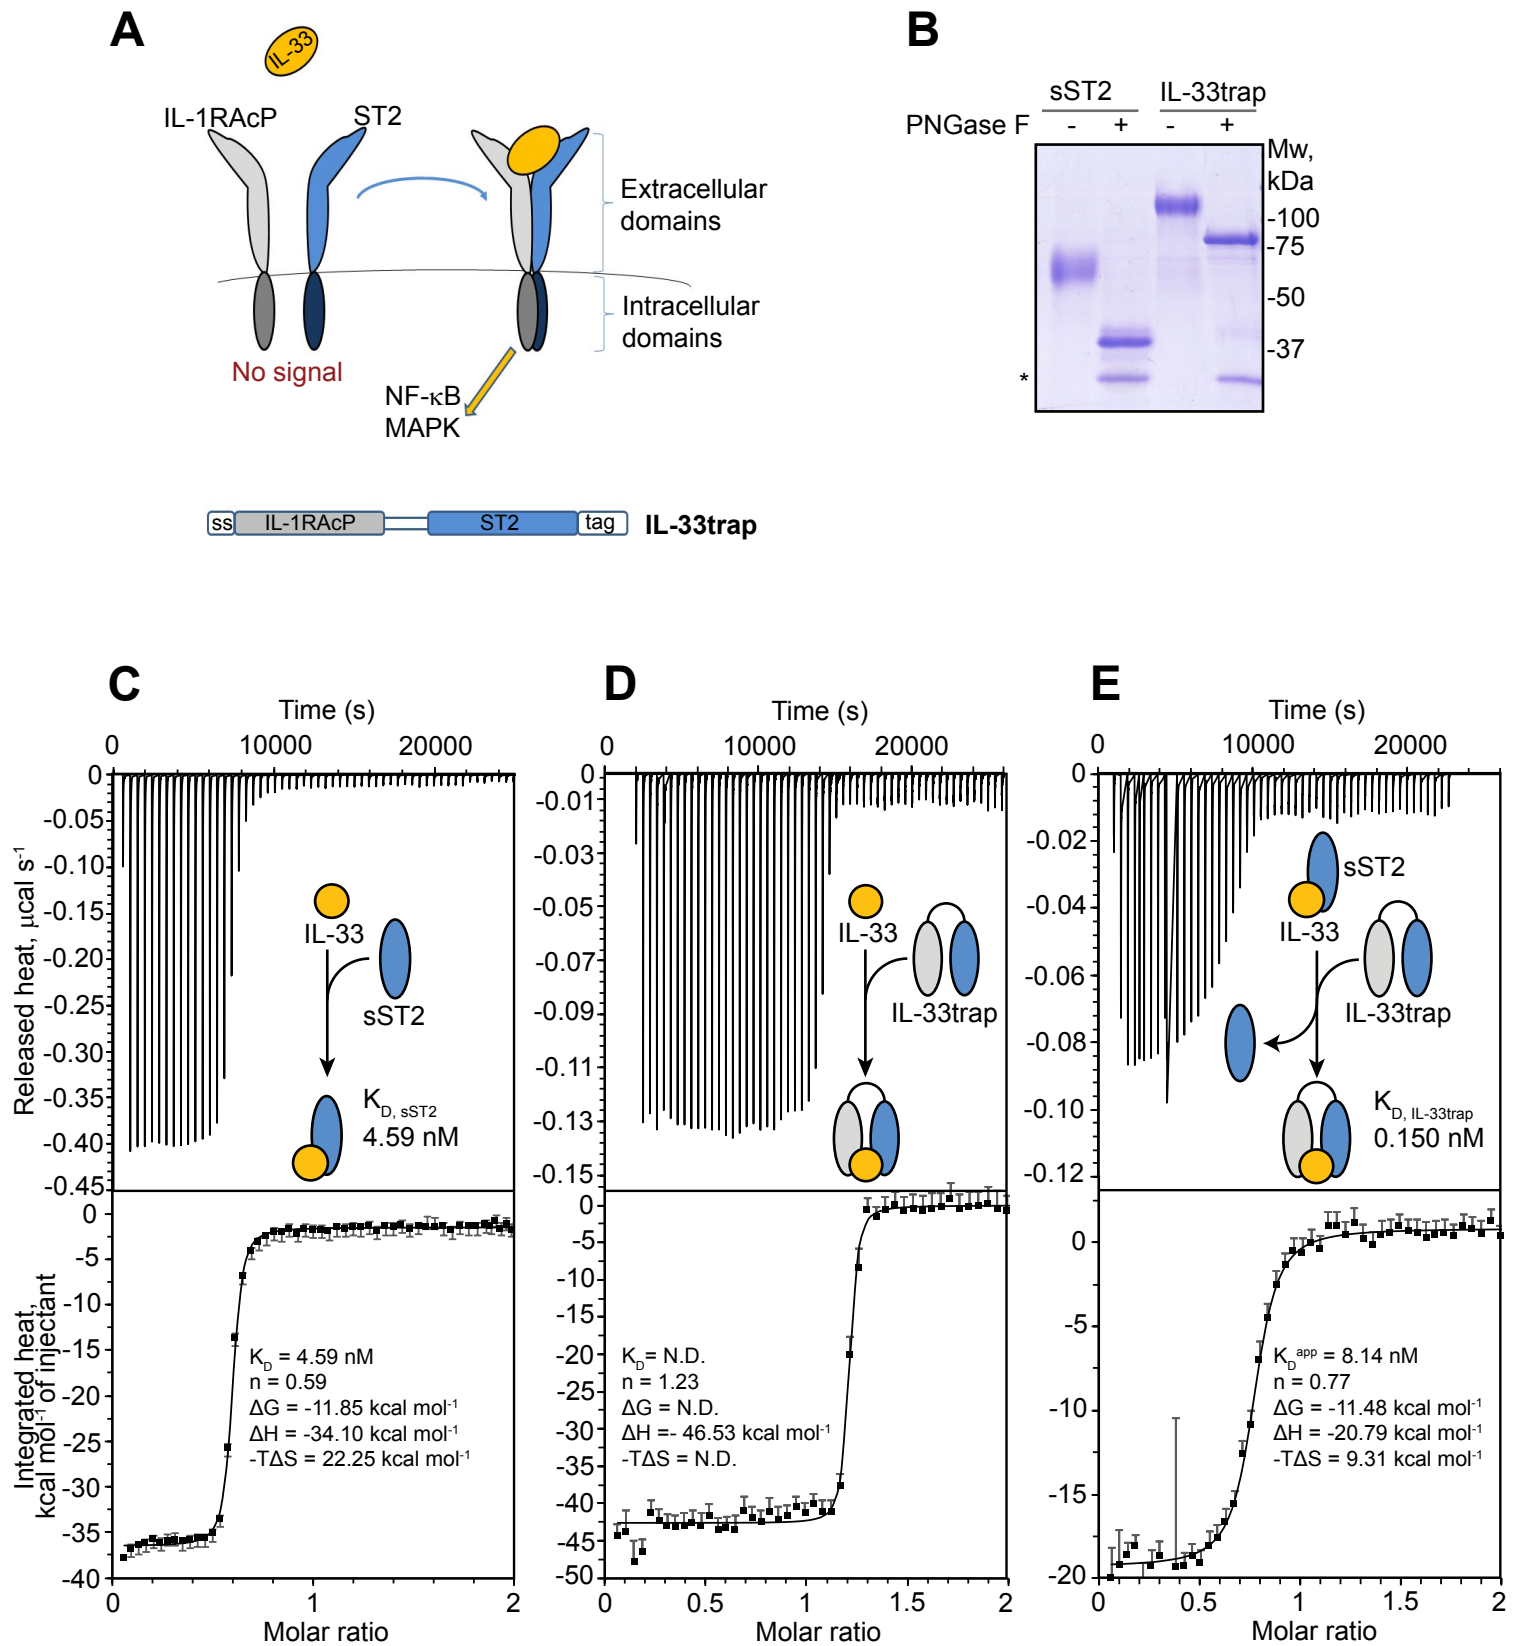 A
IL-33
IL-1RAcP
ST2
Extracellular
domains
Intracellular
domains
No signal
NF-κB
MAPK
ss
IL-1RAcP
ST2
tag
IL-33trap
B
sST2
IL-33trap
PNGase F
-
+
-
+
Mw,
kDa
-100
-75
-50
-37
*
C
Time (s)
0
10000
20000
0
-0.05
-0.10
-0.15
-0.20
-0.25
-0.30
-0.35
-0.40
-0.45
Released heat, μcal s⁻¹
IL-33
sST2
K_D, sST2
4.59 nM
0
-5
-10
-15
-20
-25
-30
-35
-40
Integrated heat,
kcal mol⁻¹ of injectant
K_D = 4.59 nM
n = 0.59
ΔG = -11.85 kcal mol⁻¹
ΔH = -34.10 kcal mol⁻¹
-TΔS = 22.25 kcal mol⁻¹
0
1
2
Molar ratio
D
Time (s)
0
10000
20000
0
-0.01
-0.03
-0.05
-0.07
-0.09
-0.11
-0.13
-0.15
IL-33
IL-33trap
0
-5
-10
-15
-20
-25
-30
-35
-40
-45
-50
K_D= N.D.
n = 1.23
ΔG = N.D.
ΔH =- 46.53 kcal mol⁻¹
-TΔS = N.D.
0
0.5
1
1.5
2
Molar ratio
E
Time (s)
0
10000
20000
0
-0.02
-0.04
-0.06
-0.08
-0.10
-0.12
sST2
IL-33
IL-33trap
K_D, IL-33trap
0.150 nM
0
-5
-10
-15
-20
K_D^app = 8.14 nM
n = 0.77
ΔG = -11.48 kcal mol⁻¹
ΔH = -20.79 kcal mol⁻¹
-TΔS = 9.31 kcal mol⁻¹
0
0.5
1
1.5
2
Molar ratio